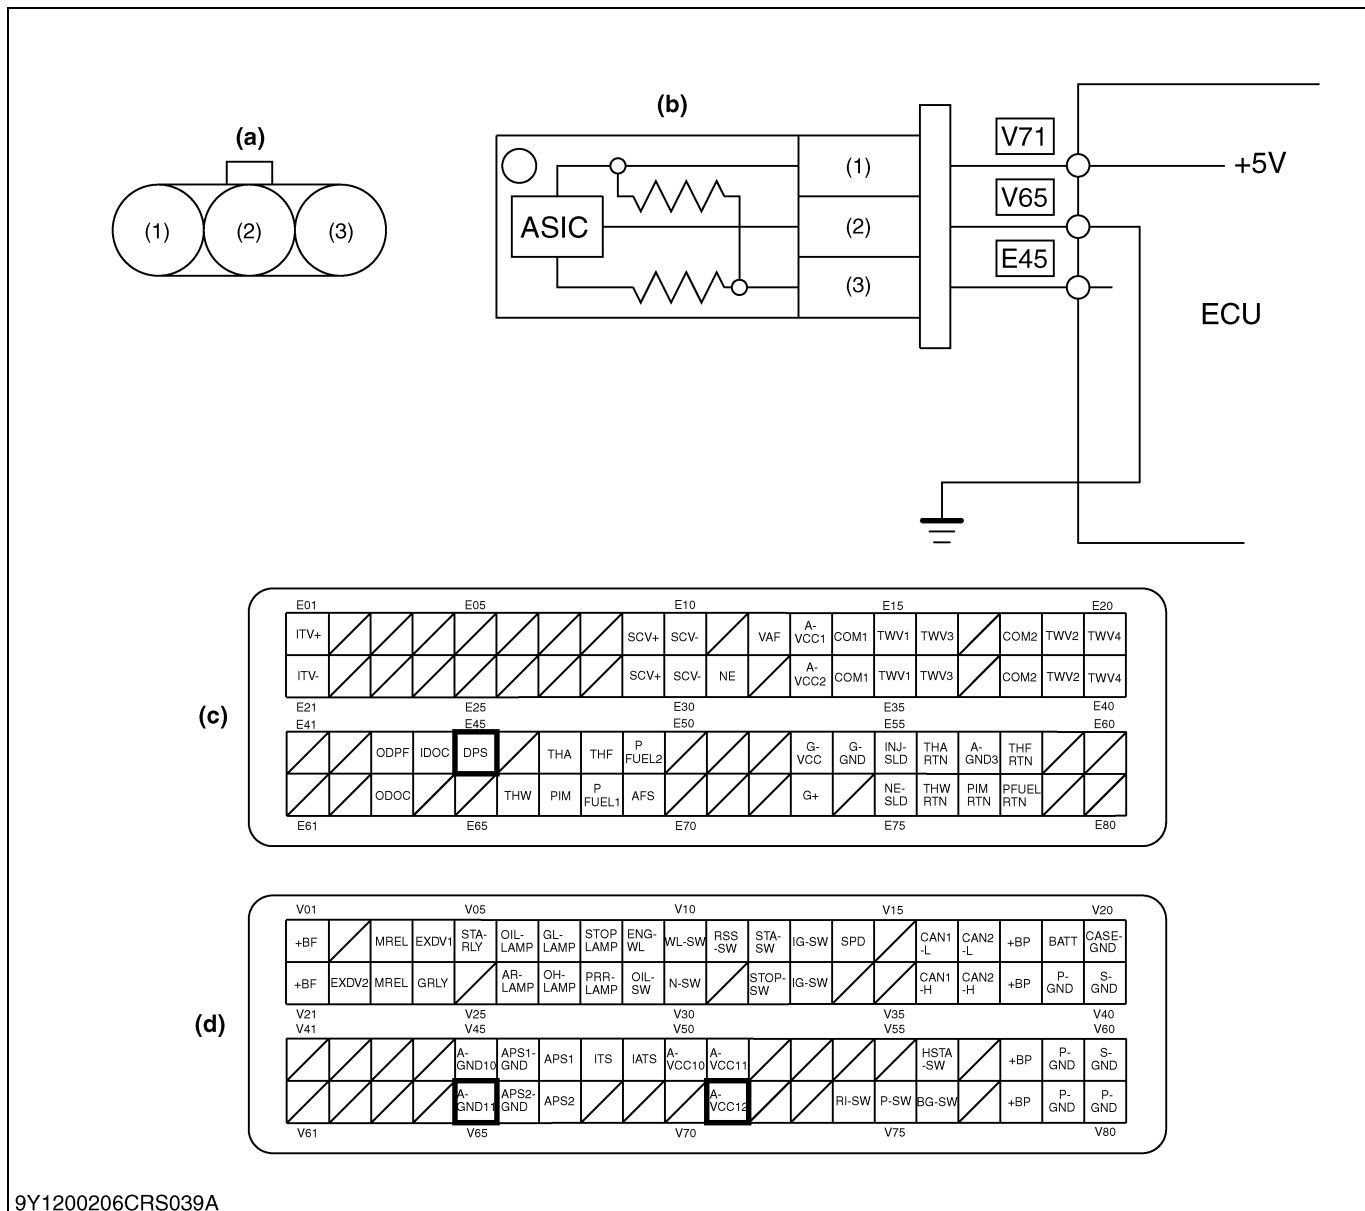 (a)
(1) (2) (3)
(b)
ASIC
(1)
(2)
(3)
V71
V65
E45
+5V
ECU
(c)
E01 E05 E10 E15 E20
ITV+ SCV+ SCV- VAF A-VCC1 COM1 TWV1 TWV3 COM2 TWV2 TWV4
ITV- SCV+ SCV- NE A-VCC2 COM1 TWV1 TWV3 COM2 TWV2 TWV4
E21 E25 E30 E35 E40
E41 E45 E50 E55 E60
ODPF IDOC DPS THA THF P FUEL2 G-VCC G-GND INJ-SLD THA RTN A-GND3 THF RTN
ODOC THW PIM P FUEL1 AFS G+ NE-SLD THW RTN PIM RTN PFUEL RTN
E61 E65 E70 E75 E80
(d)
V01 V05 V10 V15 V20
+BF MREL EXDV1 STA-RLY OIL-LAMP GL-LAMP STOP LAMP ENG-WL WL-SW RSS-SW STA-SW IG-SW SPD CAN1-L CAN2-L +BP BATT CASE-GND
+BF EXDV2 MREL GRLY AR-LAMP OH-LAMP PRR-LAMP OIL-SW N-SW STOP-SW IG-SW CAN1-H CAN2-H +BP P-GND S-GND
V21 V25 V30 V35 V40
V41 V45 V50 V55 V60
A-GND10 APS1-GND APS1 ITS IATS A-VCC10 A-VCC11 HSTA-SW +BP P-GND S-GND
A-GND11 APS2-GND APS2 A-VCC12 RI-SW P-SW BG-SW +BP P-GND P-GND
V61 V65 V70 V75 V80
9Y1200206CRS039A